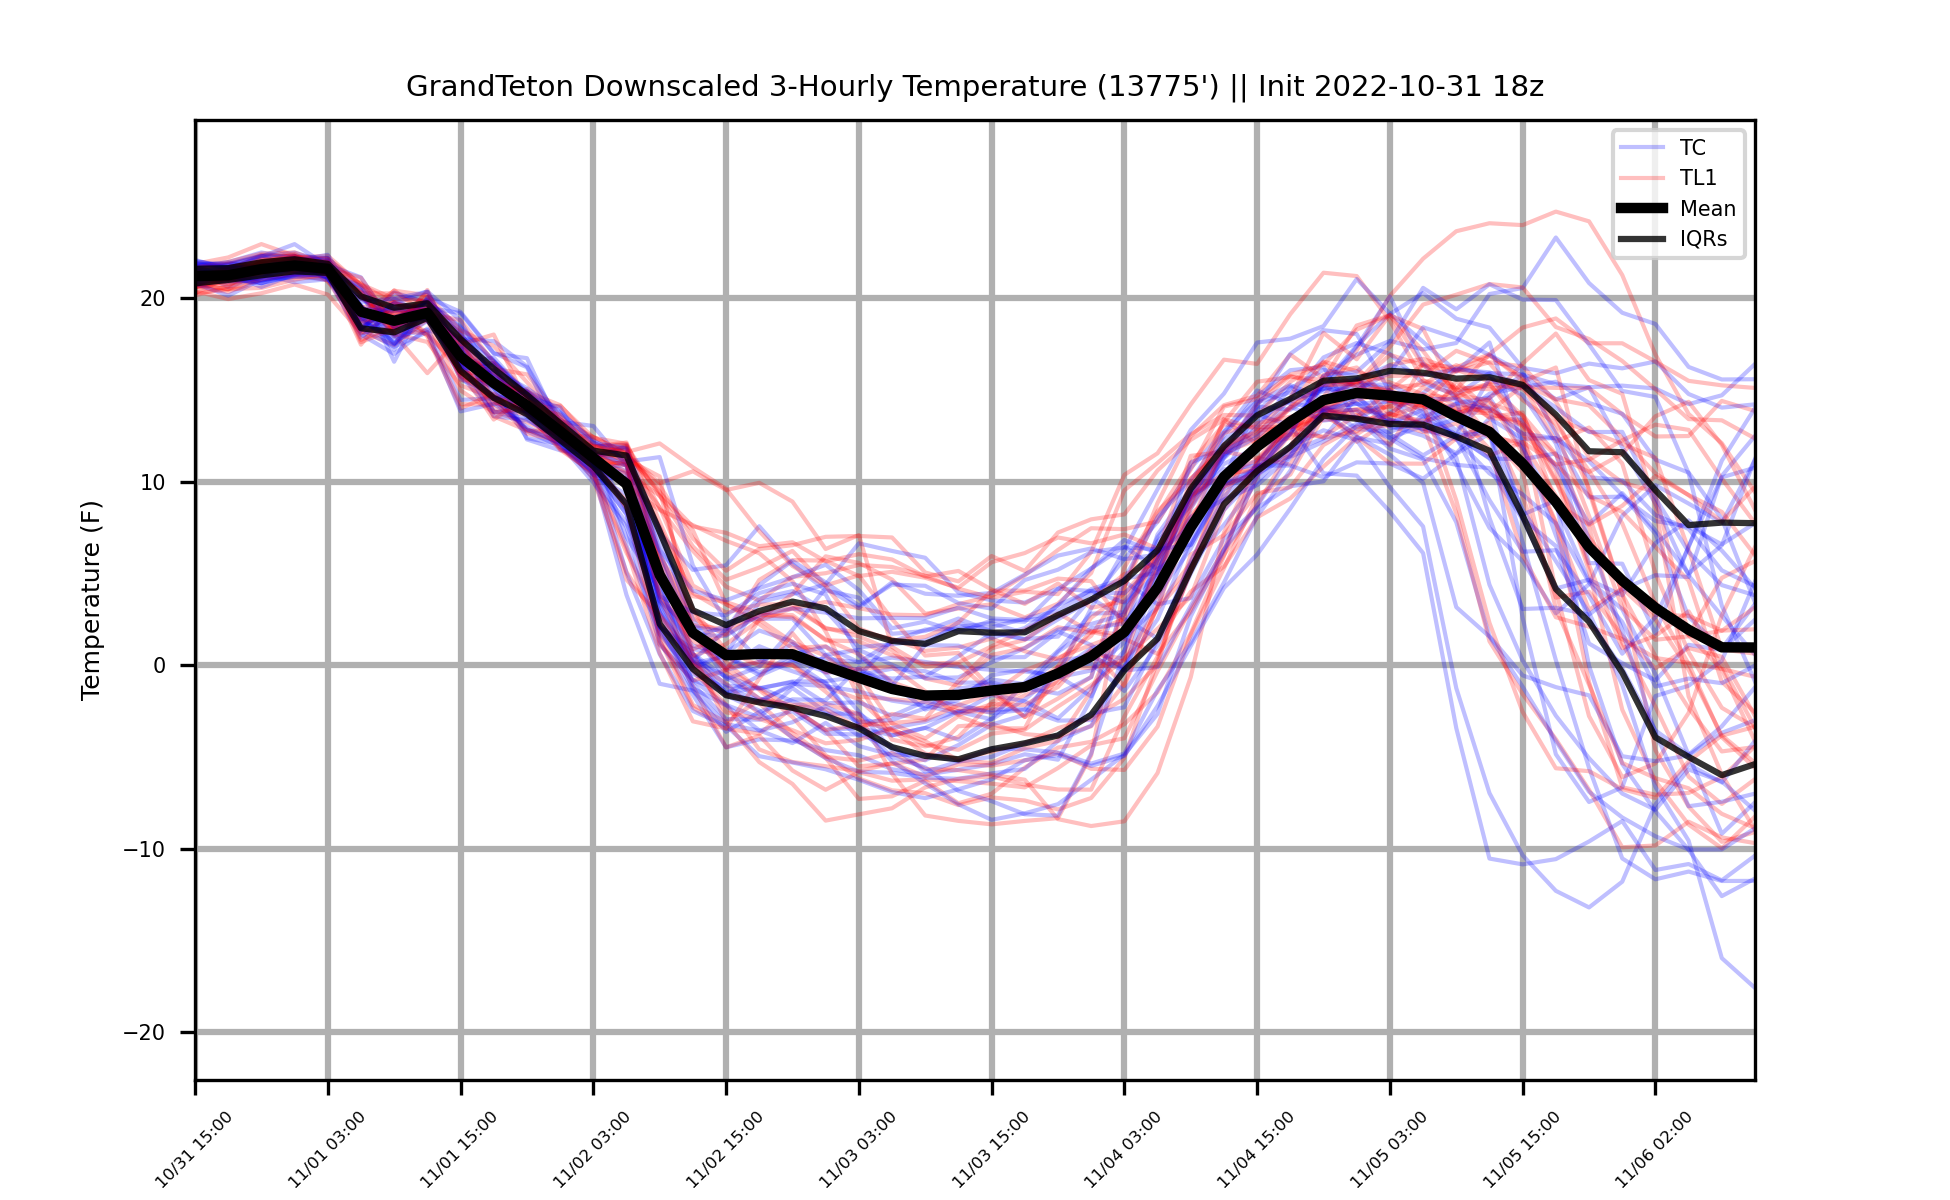 GrandTeton Downscaled 3-Hourly Temperature (13775') || Init 2022-10-31 18z
TC
TL1
Mean
IQRs
Temperature (F)
20
10
0
−10
−20
10/31 15:00
11/01 03:00
11/01 15:00
11/02 03:00
11/02 15:00
11/03 03:00
11/03 15:00
11/04 03:00
11/04 15:00
11/05 03:00
11/05 15:00
11/06 02:00